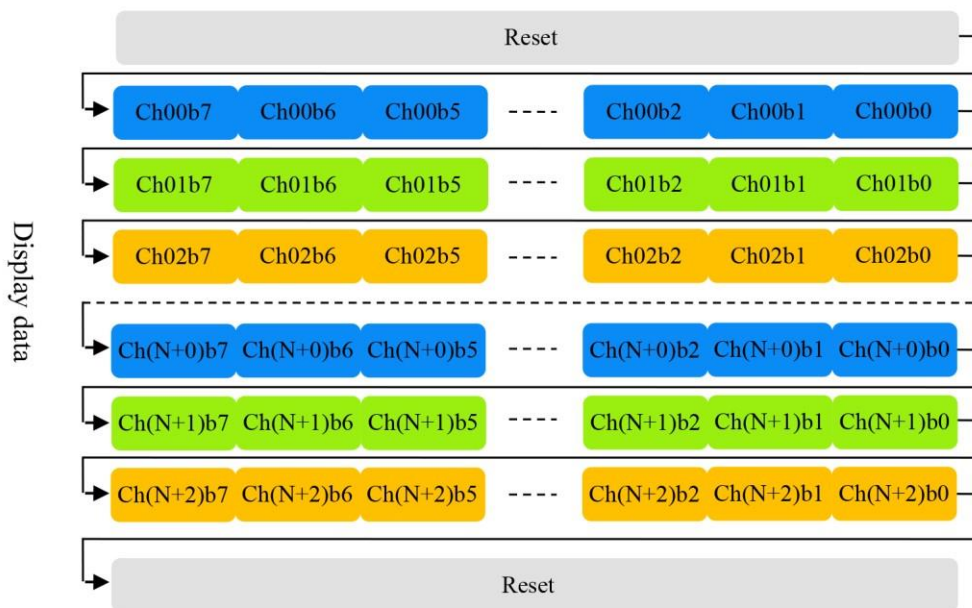 Reset
Ch00b7 Ch00b6 Ch00b5 ---- Ch00b2 Ch00b1 Ch00b0
Ch01b7 Ch01b6 Ch01b5 ---- Ch01b2 Ch01b1 Ch01b0
Ch02b7 Ch02b6 Ch02b5 ---- Ch02b2 Ch02b1 Ch02b0
Display data
Ch(N+0)b7 Ch(N+0)b6 Ch(N+0)b5 ---- Ch(N+0)b2 Ch(N+0)b1 Ch(N+0)b0
Ch(N+1)b7 Ch(N+1)b6 Ch(N+1)b5 ---- Ch(N+1)b2 Ch(N+1)b1 Ch(N+1)b0
Ch(N+2)b7 Ch(N+2)b6 Ch(N+2)b5 ---- Ch(N+2)b2 Ch(N+2)b1 Ch(N+2)b0
Reset